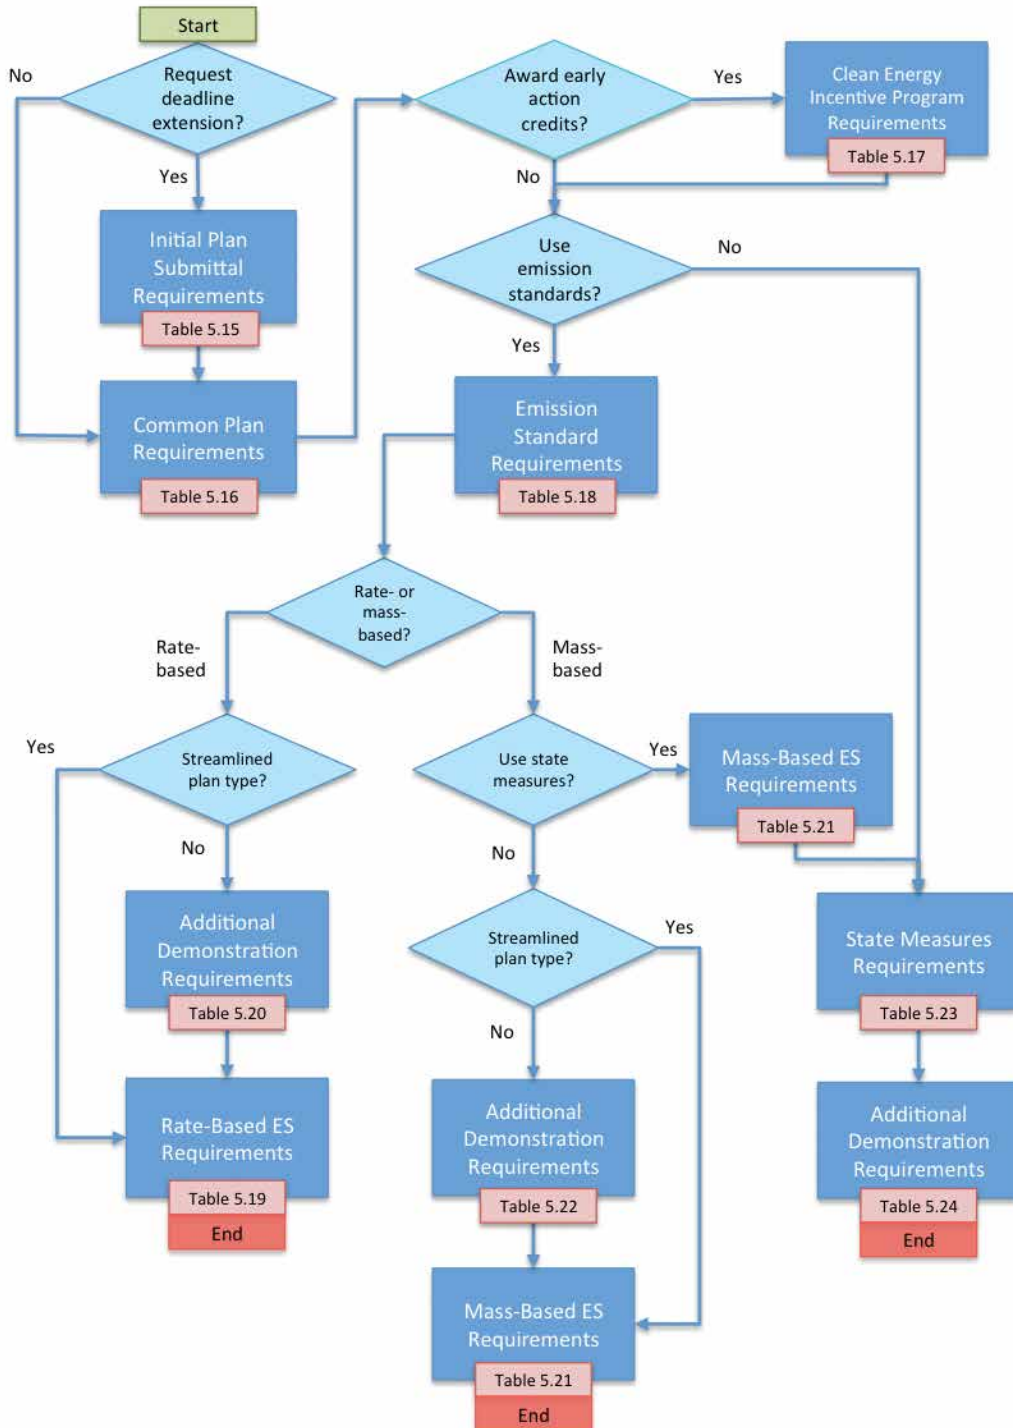 Start
No
Request
deadline
extension?
Yes
Initial Plan
Submittal
Requirements
Table 5.15
Common Plan
Requirements
Table 5.16
Award early
action
credits?
Yes
Clean Energy
Incentive Program
Requirements
Table 5.17
No
Use
emission
standards?
No
Yes
Emission
Standard
Requirements
Table 5.18
Rate- or
mass-
based?
Rate-
based
Mass-
based
Yes
Streamlined
plan type?
No
Additional
Demonstration
Requirements
Table 5.20
Rate-Based ES
Requirements
Table 5.19
End
Use state
measures?
Yes
Mass-Based ES
Requirements
Table 5.21
No
Streamlined
plan type?
Yes
No
Additional
Demonstration
Requirements
Table 5.22
Mass-Based ES
Requirements
Table 5.21
End
State Measures
Requirements
Table 5.23
Additional
Demonstration
Requirements
Table 5.24
End